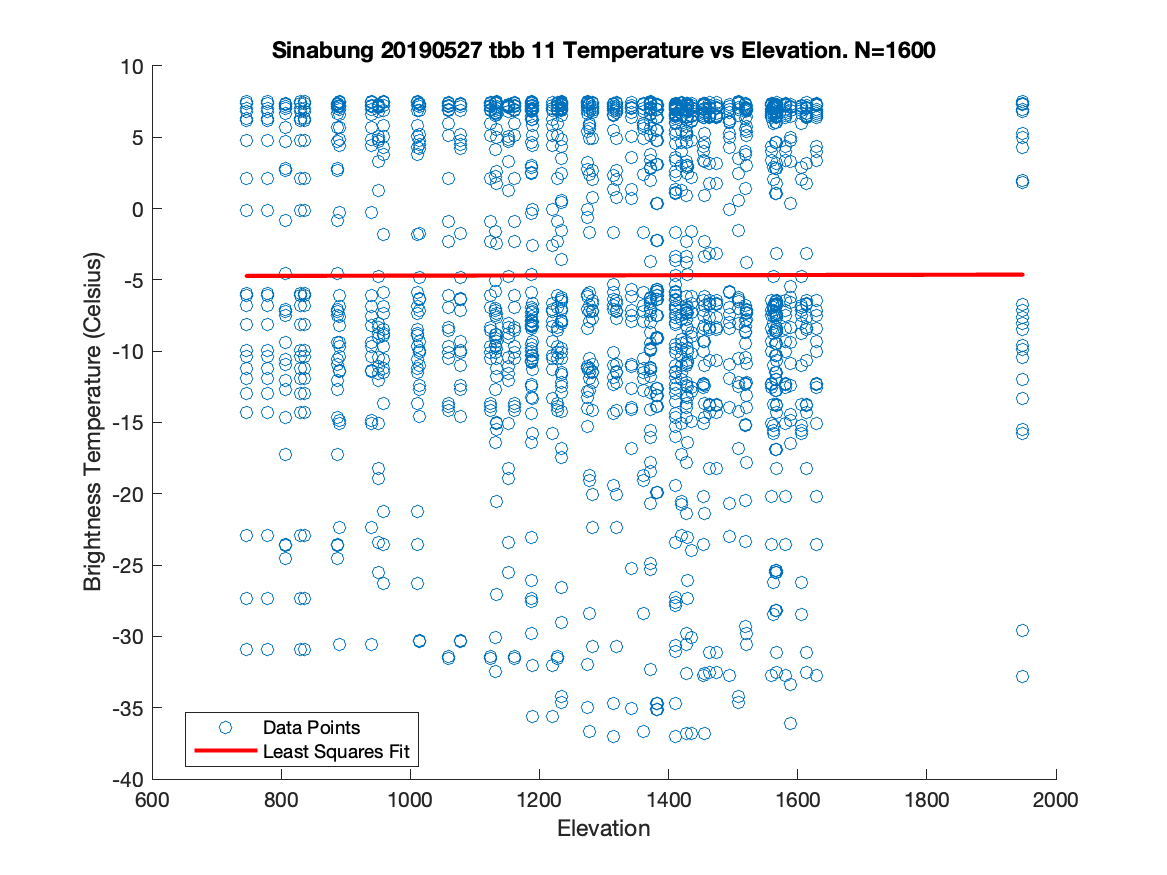 Sinabung 20190527 tbb 11 Temperature vs Elevation. N=1600
10
5
0
-5
-10
-15
-20
-25
-30
-35
-40
Brightness Temperature (Celsius)
Data Points
Least Squares Fit
600 800 1000 1200 1400 1600 1800 2000
Elevation